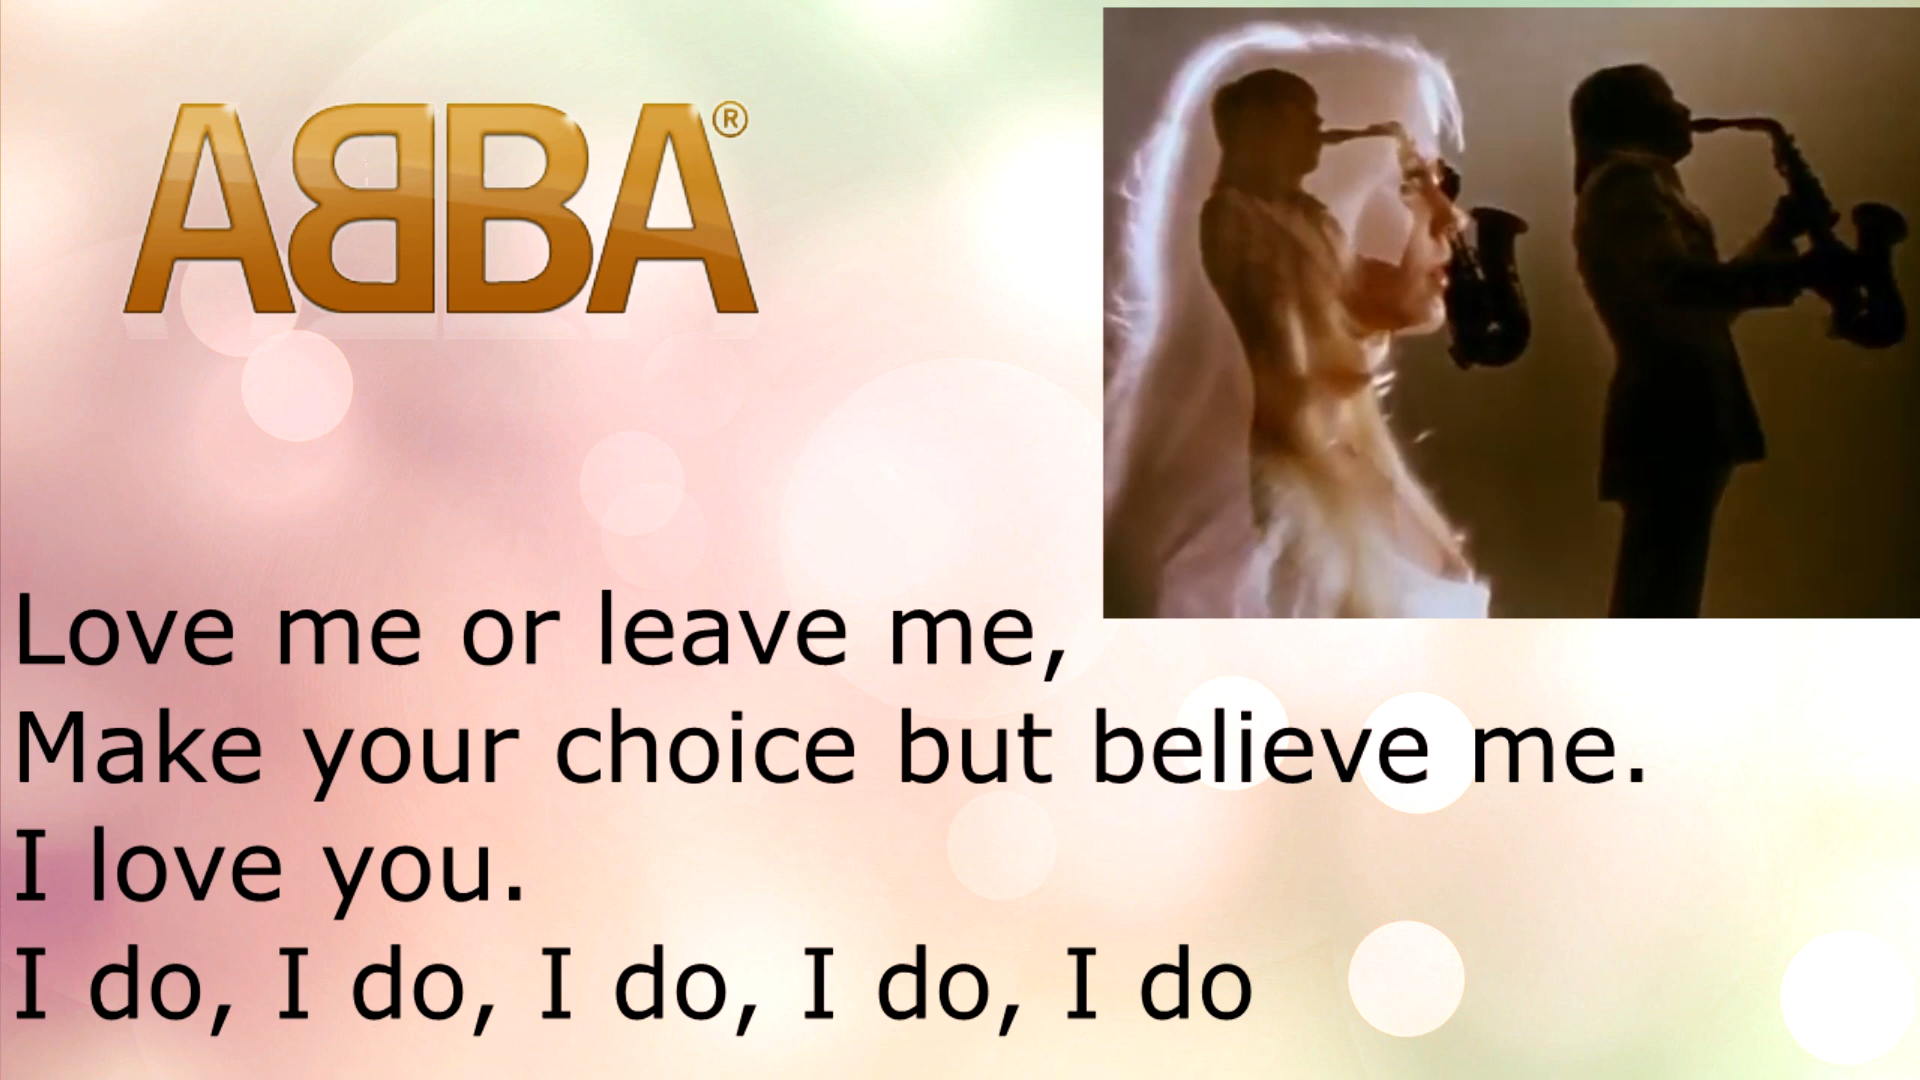 ABBA®
Love me or leave me,
Make your choice but believe me.
I love you.
I do, I do, I do, I do, I do